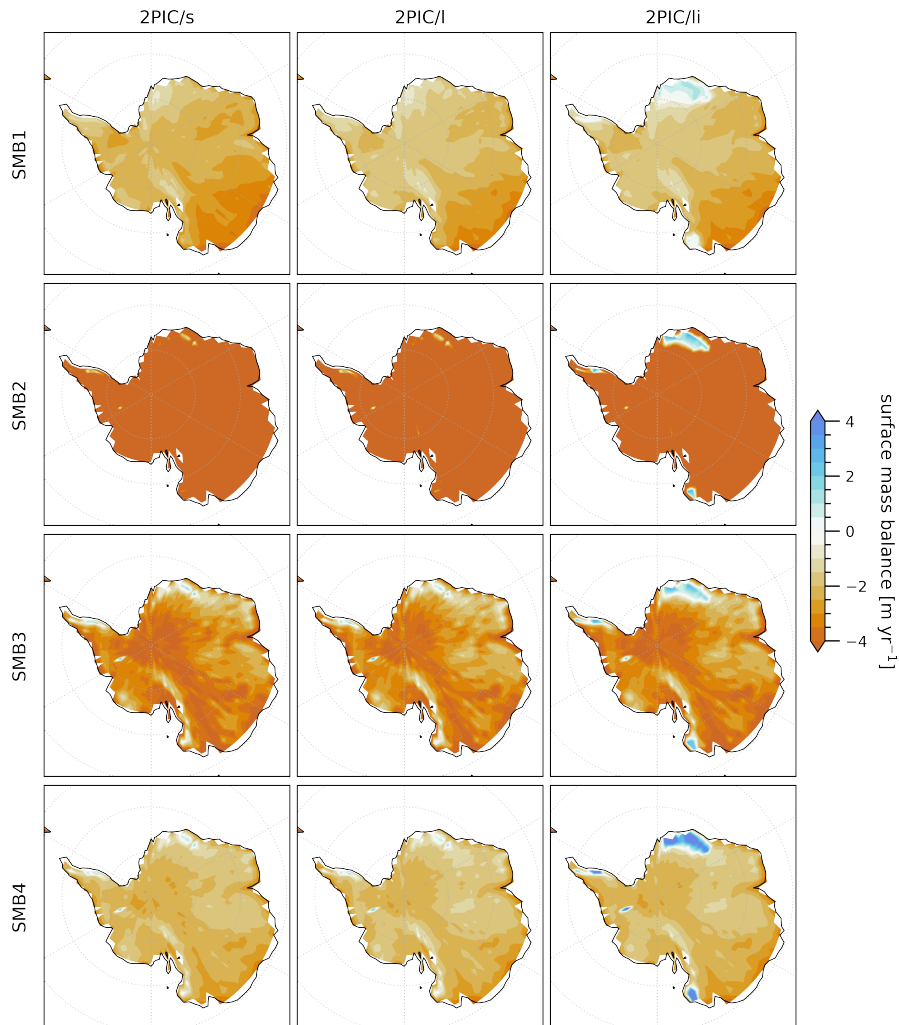 2PIC/s 2PIC/l 2PIC/li
SMB1
SMB2
SMB3
SMB4
4
2
0
−2
−4
surface mass balance [m yr⁻¹]